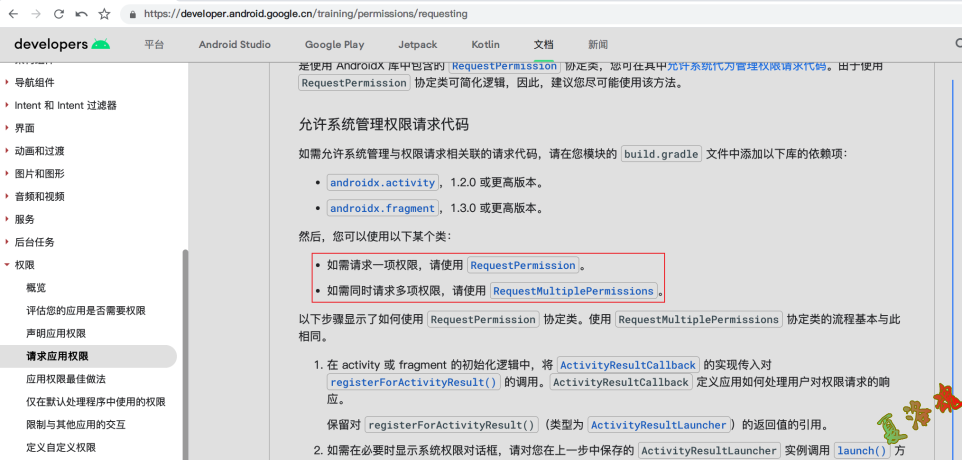 https://developer.android.google.cn/training/permissions/requesting
developers
平台
Android Studio
Google Play
Jetpack
Kotlin
文档
新闻
导航组件
Intent 和 Intent 过滤器
界面
动画和过渡
图片和图形
音频和视频
服务
后台任务
权限
概览
评估您的应用是否需要权限
声明应用权限
请求应用权限
应用权限最佳做法
仅在默认处理程序中使用的权限
限制与其他应用的交互
定义自定义权限
是使用 AndroidX 库中包含的 RequestPermission 协定类，您可在其中允许系统代为管理权限请求代码。由于使用
RequestPermission 协定类可简化逻辑，因此，建议您尽可能使用该方法。
允许系统管理权限请求代码
如需允许系统管理与权限请求相关联的请求代码，请在您模块的 build.gradle 文件中添加以下库的依赖项：
• androidx.activity，1.2.0 或更高版本。
• androidx.fragment，1.3.0 或更高版本。
然后，您可以使用以下某个类：
• 如需请求一项权限，请使用 RequestPermission。
• 如需同时请求多项权限，请使用 RequestMultiplePermissions。
以下步骤显示了如何使用 RequestPermission 协定类。使用 RequestMultiplePermissions 协定类的流程基本与此
相同。
1. 在 activity 或 fragment 的初始化逻辑中，将 ActivityResultCallback 的实现传入对
registerForActivityResult() 的调用。ActivityResultCallback 定义应用如何处理用户对权限请求的响
应。
保留对 registerForActivityResult()（类型为 ActivityResultLauncher）的返回值的引用。
2. 如需在必要时显示系统权限对话框，请对您在上一步中保存的 ActivityResultLauncher 实例调用 launch() 方